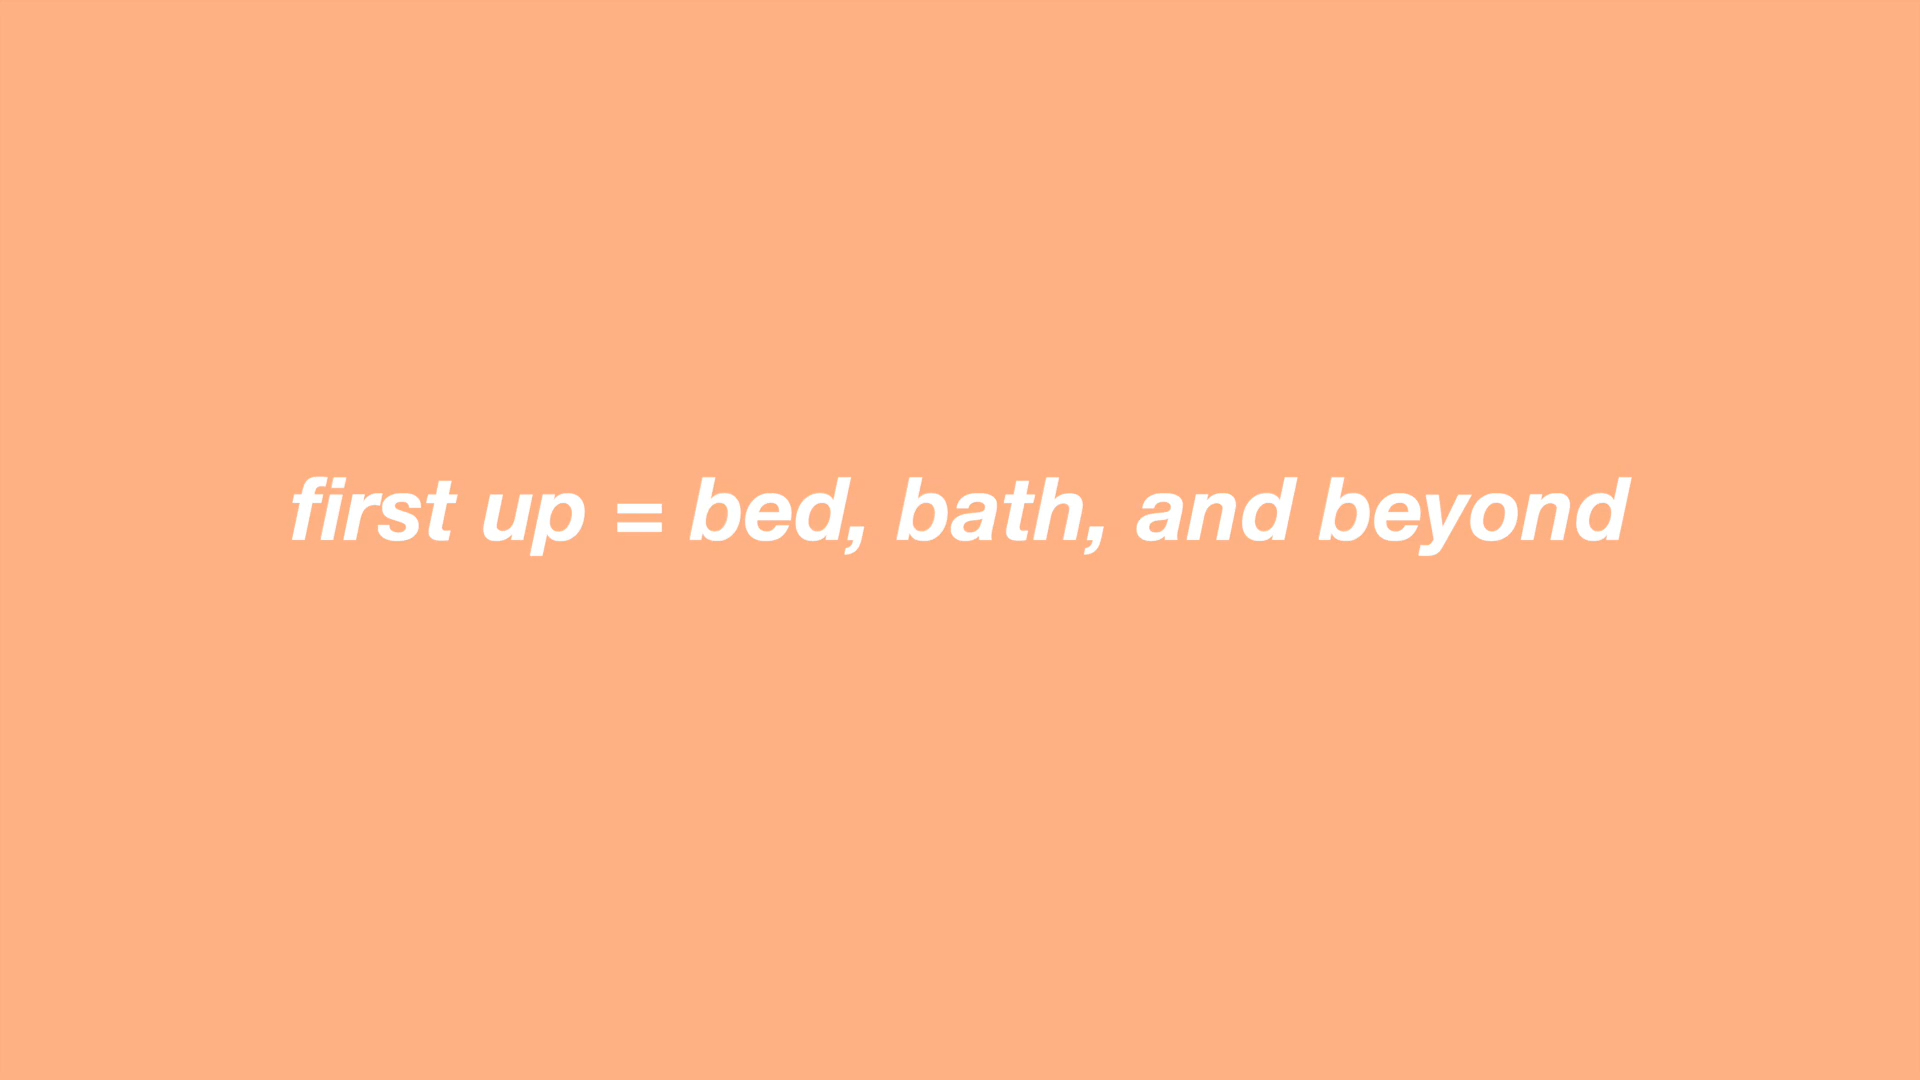 first up = bed, bath, and beyond